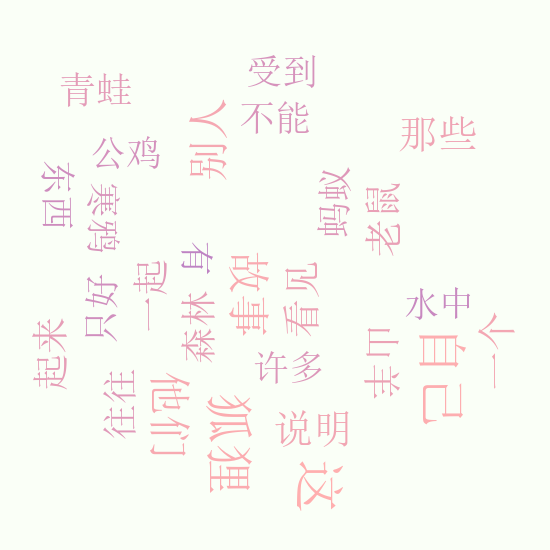 受到
青蛙
不能
别人
那些
公鸡
东西
寒鸦
蚂蚁
老鼠
有
一起
故事
看见
只好
森林
水中
一个
起来
自己
许多
往往
他们
狐狸
说明
这